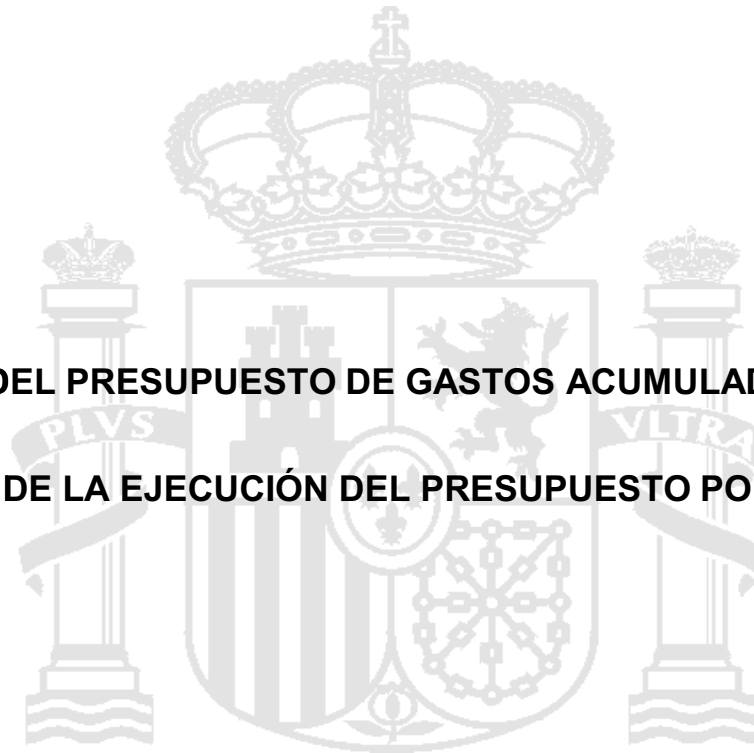 DEL PRESUPUESTO DE GASTOS ACUMULAD
PLVS
VLTRA
DE LA EJECUCIÓN DEL PRESUPUESTO PO